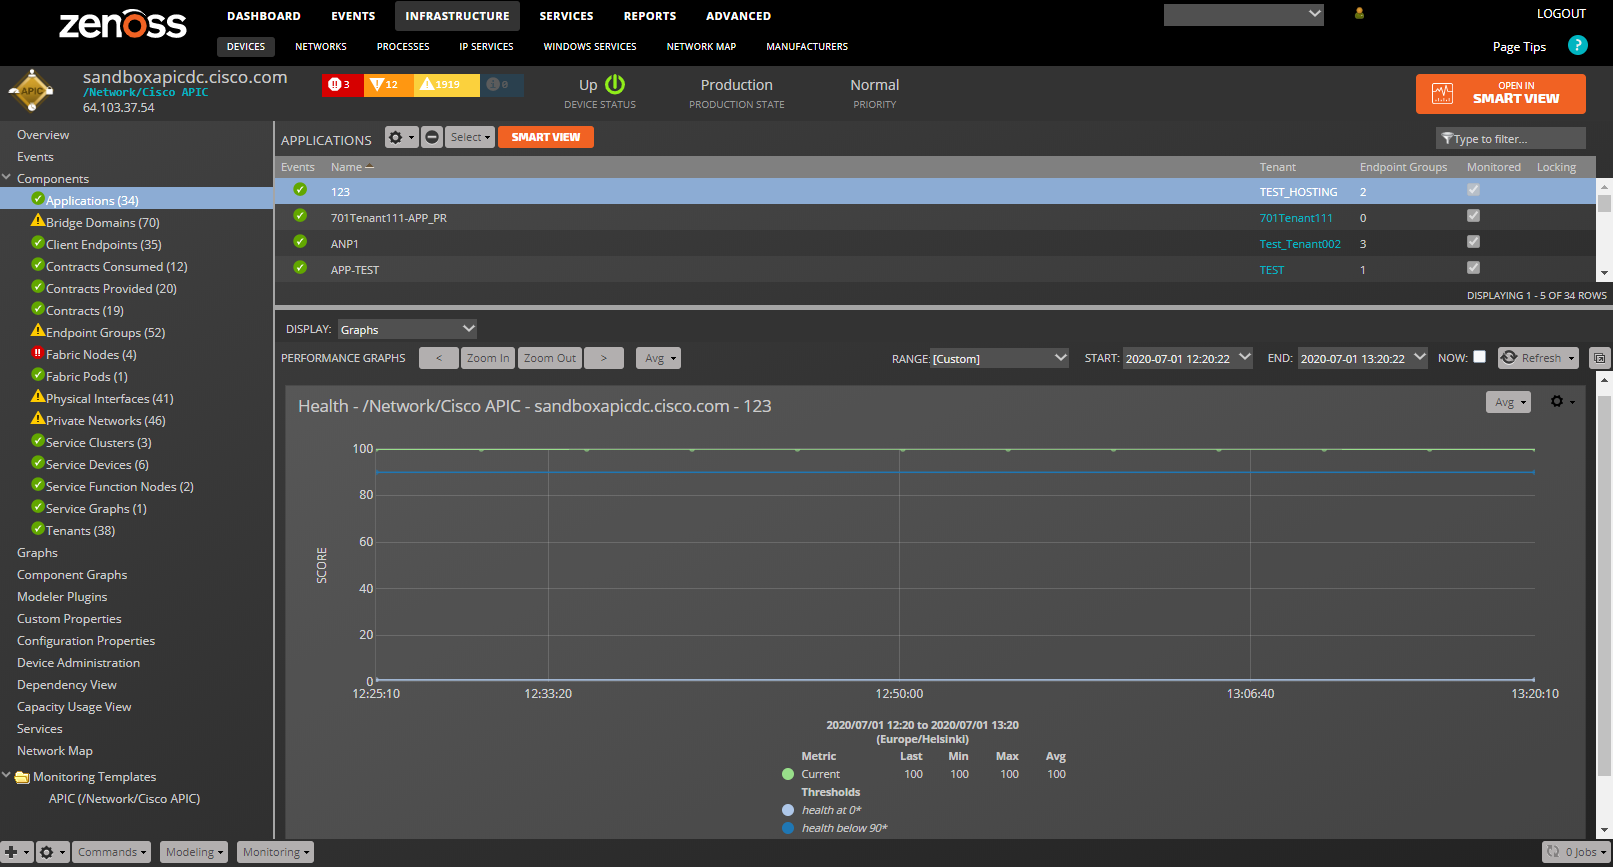 zenoss
DASHBOARD EVENTS INFRASTRUCTURE SERVICES REPORTS ADVANCED
LOGOUT
DEVICES NETWORKS PROCESSES IP SERVICES WINDOWS SERVICES NETWORK MAP MANUFACTURERS
Page Tips ?
APIC
sandboxapicdc.cisco.com
/Network/Cisco APIC
64.103.37.54
3 12 1919 0
Up
DEVICE STATUS
Production
PRODUCTION STATE
Normal
PRIORITY
OPEN IN
SMART VIEW
Overview
Events
Components
Applications (34)
Bridge Domains (70)
Client Endpoints (35)
Contracts Consumed (12)
Contracts Provided (20)
Contracts (19)
Endpoint Groups (52)
Fabric Nodes (4)
Fabric Pods (1)
Physical Interfaces (41)
Private Networks (46)
Service Clusters (3)
Service Devices (6)
Service Function Nodes (2)
Service Graphs (1)
Tenants (38)
Graphs
Component Graphs
Modeler Plugins
Custom Properties
Configuration Properties
Device Administration
Dependency View
Capacity Usage View
Services
Network Map
Monitoring Templates
APIC (/Network/Cisco APIC)
APPLICATIONS Select SMART VIEW Type to filter...
Events Name Tenant Endpoint Groups Monitored Locking
123 TEST_HOSTING 2
701Tenant111-APP_PR 701Tenant111 0
ANP1 Test_Tenant002 3
APP-TEST TEST 1
DISPLAYING 1 - 5 OF 34 ROWS
DISPLAY: Graphs
PERFORMANCE GRAPHS < Zoom In Zoom Out > Avg RANGE: [Custom] START: 2020-07-01 12:20:22 END: 2020-07-01 13:20:22 NOW: Refresh
Health - /Network/Cisco APIC - sandboxapicdc.cisco.com - 123 Avg
100
80
60
40
20
0
SCORE
12:25:10 12:33:20 12:50:00 13:06:40 13:20:10
2020/07/01 12:20 to 2020/07/01 13:20
(Europe/Helsinki)
Metric Last Min Max Avg
Current 100 100 100 100
Thresholds
health at 0*
health below 90*
Commands Modeling Monitoring 0 Jobs